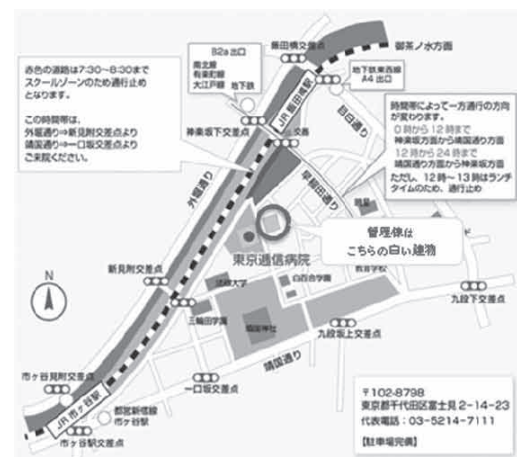 飯田橋交差点
御茶ノ水方面
B2a 出口
南北線
有楽町線
大江戸線
地下鉄
地下鉄東西線
A4 出口
JR 飯田橋駅
目白通り
赤色の道路は7:30~8:30まで
スクールゾーンのため通行止め
となります。
この時間帯は、
外堀通り⇒新見附交差点より
靖国通り⇒一口坂交差点より
ご来院ください。
神楽坂下交差点
交番
時間帯によって一方通行の方向
が変わります。
0時から12時まで
神楽坂方面から靖国通り方面
12時から24時まで
靖国通り方面から神楽坂方面
ただし、12時~13時はランチ
タイムのため、通行止め
早稲田通り
外堀通り
管理棟は
こちらの白い建物
東京逓信病院
N
新見附交差点
法政大学
白百合学園
教育学校
九段下交差点
三輪田学園
靖国神社
九段坂上交差点
靖国通り
市ヶ谷見附交差点
一口坂交差点
JR 市ヶ谷駅
都営新宿線
市ヶ谷駅
市ヶ谷駅交差点
〒102-8798
東京都千代田区富士見2-14-23
代表電話:03-5214-7111
【駐車場完備】